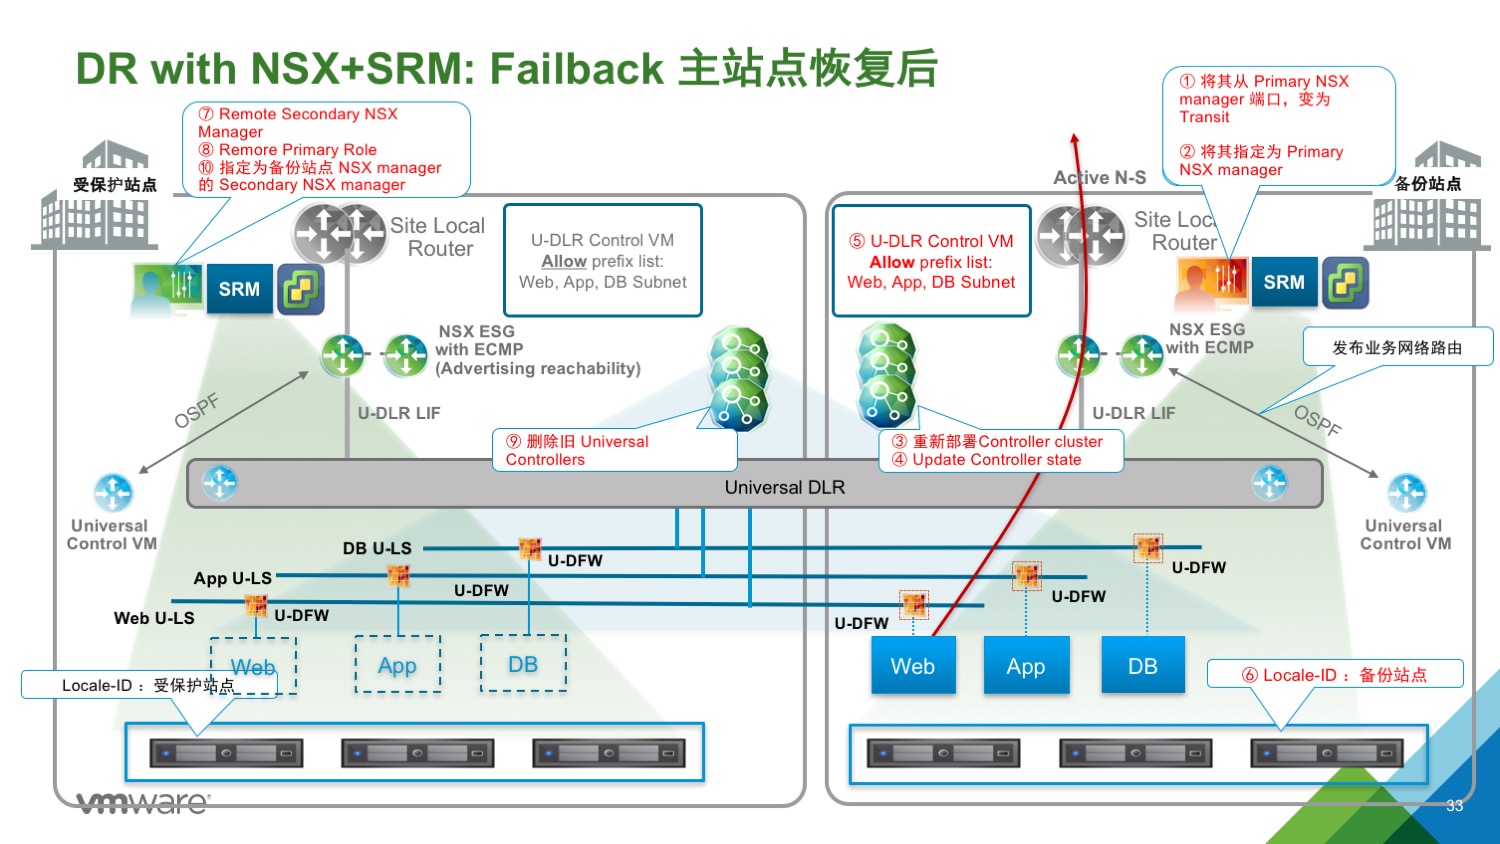 DR with NSX+SRM: Failback 主站点恢复后
⑦ Remote Secondary NSX
Manager
⑧ Remore Primary Role
⑩ 指定为备份站点 NSX manager
的 Secondary NSX manager
① 将其从 Primary NSX
manager 端口，变为
Transit
② 将其指定为 Primary
NSX manager
受保护站点
Active N-S
备份站点
Site Local
Router
U-DLR Control VM
Allow prefix list:
Web, App, DB Subnet
⑤ U-DLR Control VM
Allow prefix list:
Web, App, DB Subnet
Site Loc
Router
SRM
SRM
NSX ESG
with ECMP
(Advertising reachability)
NSX ESG
with ECMP
发布业务网络路由
OSPF
U-DLR LIF
U-DLR LIF
OSPF
⑨ 删除旧 Universal
Controllers
③ 重新部署Controller cluster
④ Update Controller state
Universal DLR
Universal
Control VM
Universal
Control VM
DB U-LS
U-DFW
U-DFW
App U-LS
U-DFW
U-DFW
Web U-LS
U-DFW
U-DFW
Web
App
DB
Web
App
DB
Locale-ID ：受保护站点
⑥ Locale-ID ：备份站点
vmware®
33